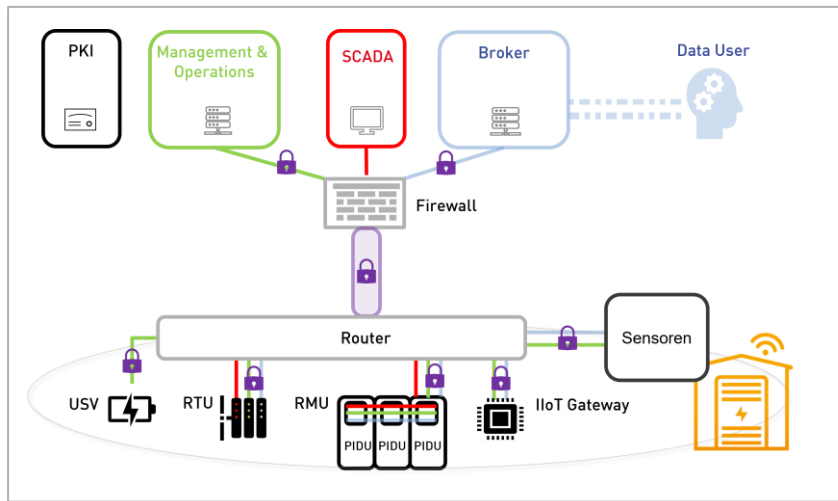 PKI
Management &
Operations
SCADA
Broker
Data User
Firewall
Router
Sensoren
USV
RTU
RMU
PIDU
PIDU
PIDU
IIoT Gateway